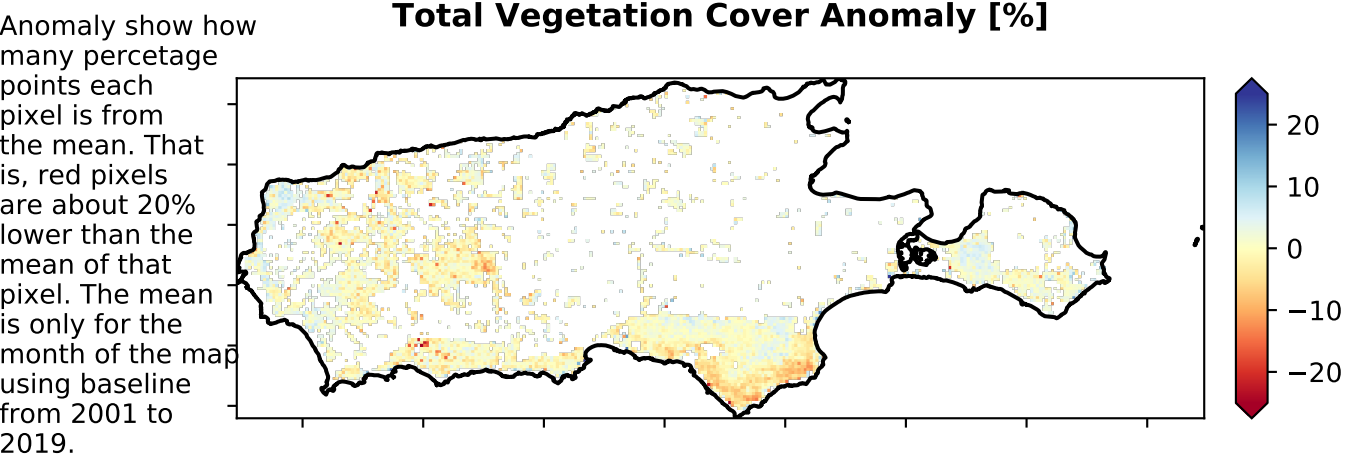 Total Vegetation Cover Anomaly [%]
Anomaly show how
many percetage
points each
pixel is from
the mean. That
is, red pixels
are about 20%
lower than the
mean of that
pixel. The mean
is only for the
month of the map
using baseline
from 2001 to
2019.
20
10
0
−10
−20